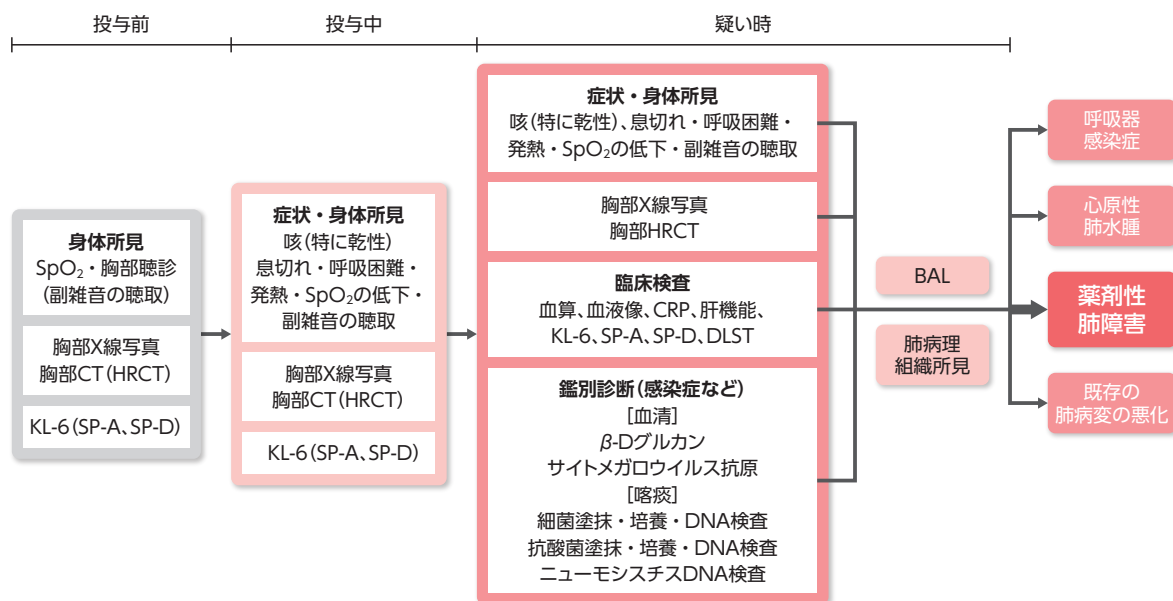 投与前
投与中
疑い時
身体所見
SpO₂・胸部聴診
(副雑音の聴取)
胸部X線写真
胸部CT(HRCT)
KL-6(SP-A、SP-D)
症状・身体所見
咳(特に乾性)
息切れ・呼吸困難・
発熱・SpO₂の低下・
副雑音の聴取
胸部X線写真
胸部CT(HRCT)
KL-6(SP-A、SP-D)
症状・身体所見
咳(特に乾性)、息切れ・呼吸困難・
発熱・SpO₂の低下・副雑音の聴取
胸部X線写真
胸部HRCT
臨床検査
血算、血液像、CRP、肝機能、
KL-6、SP-A、SP-D、DLST
鑑別診断(感染症など)
[血清]
β-Dグルカン
サイトメガロウイルス抗原
[喀痰]
細菌塗抹・培養・DNA検査
抗酸菌塗抹・培養・DNA検査
ニューモシスチスDNA検査
BAL
肺病理
組織所見
呼吸器
感染症
心原性
肺水腫
薬剤性
肺障害
既存の
肺病変の悪化